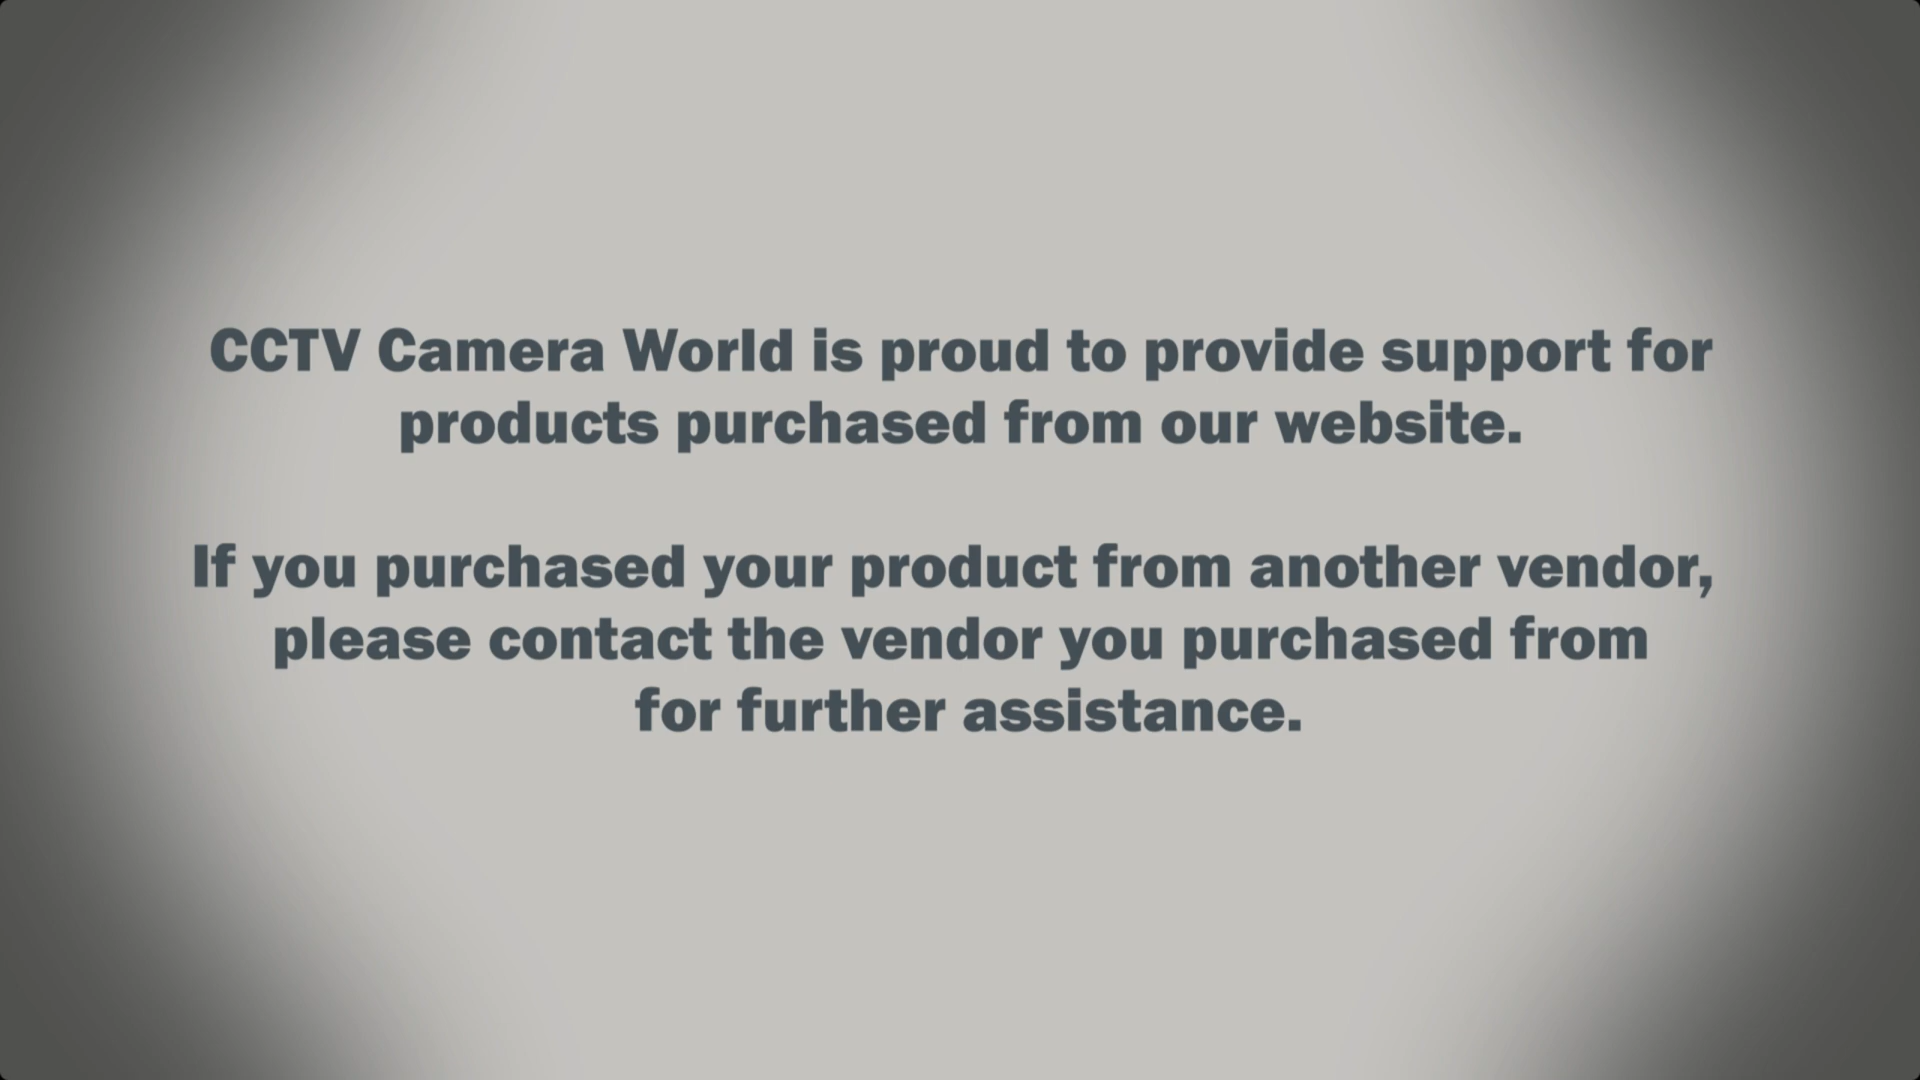 CCTV Camera World is proud to provide support for
products purchased from our website.
If you purchased your product from another vendor,
please contact the vendor you purchased from
for further assistance.